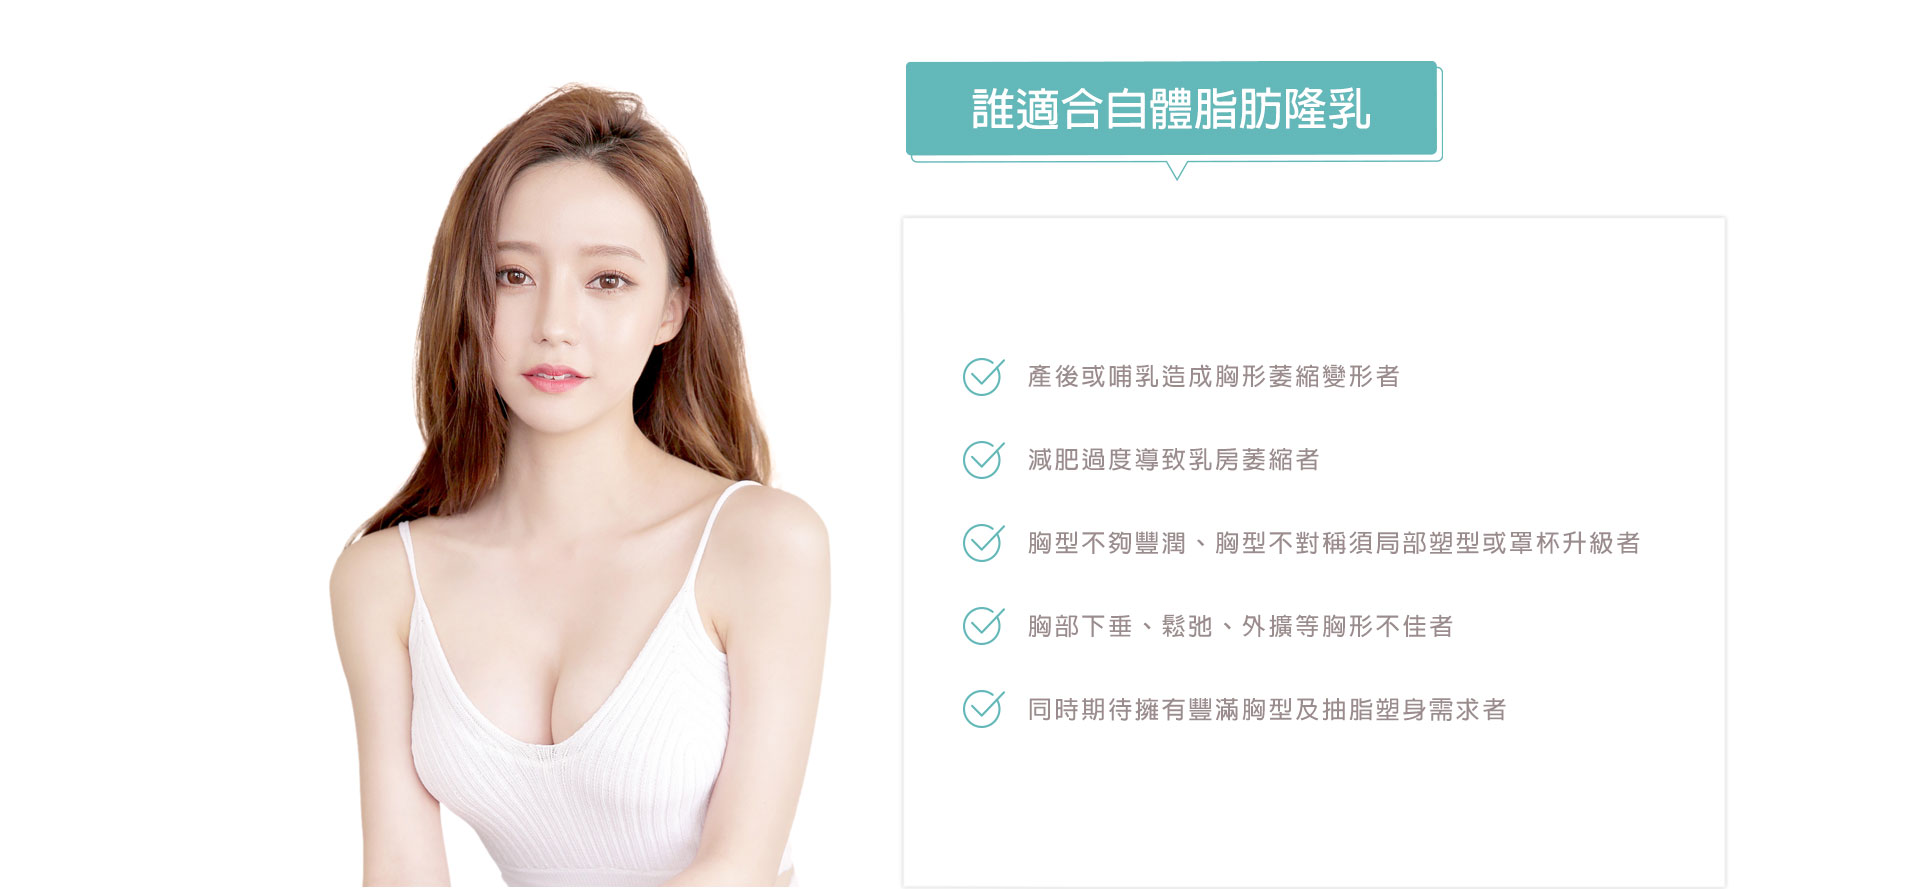 誰適合自體脂肪隆乳
產後或哺乳造成胸形萎縮變形者
減肥過度導致乳房萎縮者
胸型不夠豐潤、胸型不對稱須局部塑型或罩杯升級者
胸部下垂、鬆弛、外擴等胸形不佳者
同時期待擁有豐滿胸型及抽脂塑身需求者